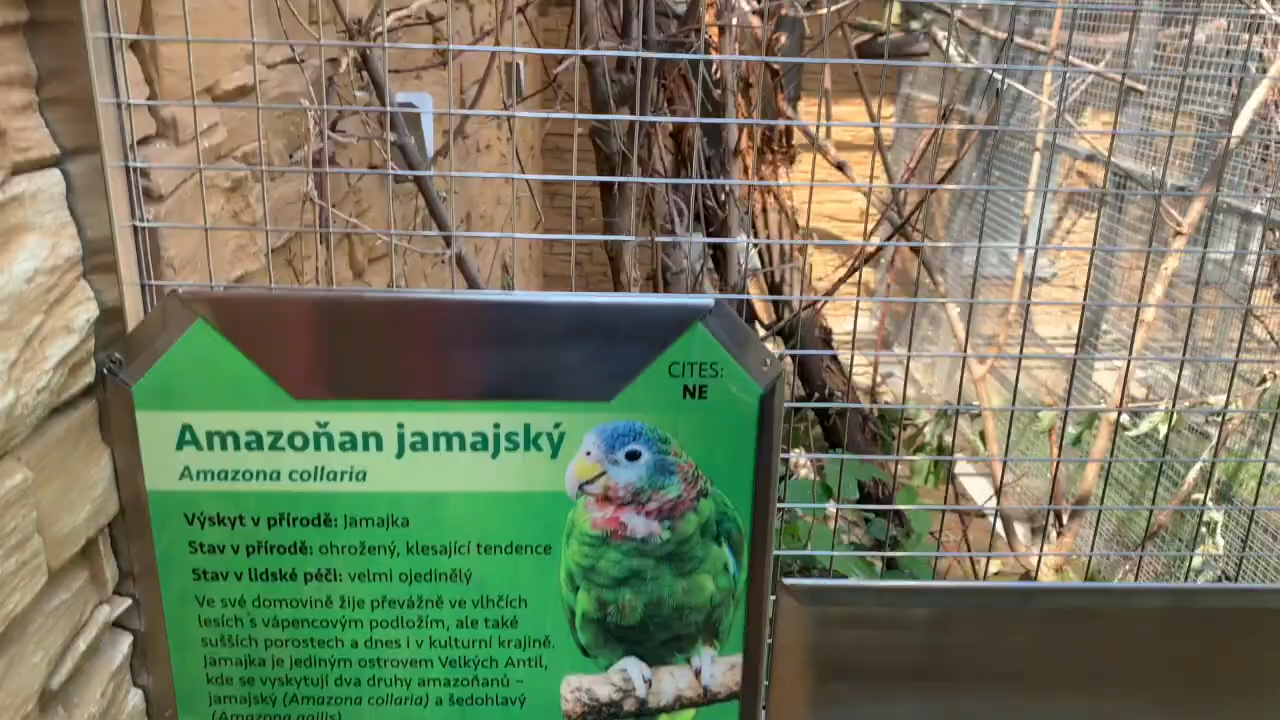 CITES:
NE
Amazoňan jamajský
Amazona collaria
Výskyt v přírodě: Jamajka
Stav v přírodě: ohrožený, klesající tendence
Stav v lidské péči: velmi ojedinělý
Ve své domovině žije převážně ve vlhčích
lesích s vápencovým podložím, ale také
sušších porostech a dnes i v kulturní krajině.
Jamajka je jediným ostrovem Velkých Antil,
kde se vyskytují dva druhy amazoňanů –
jamajský (Amazona collaria) a šedohlavý
(Amazona agilis).